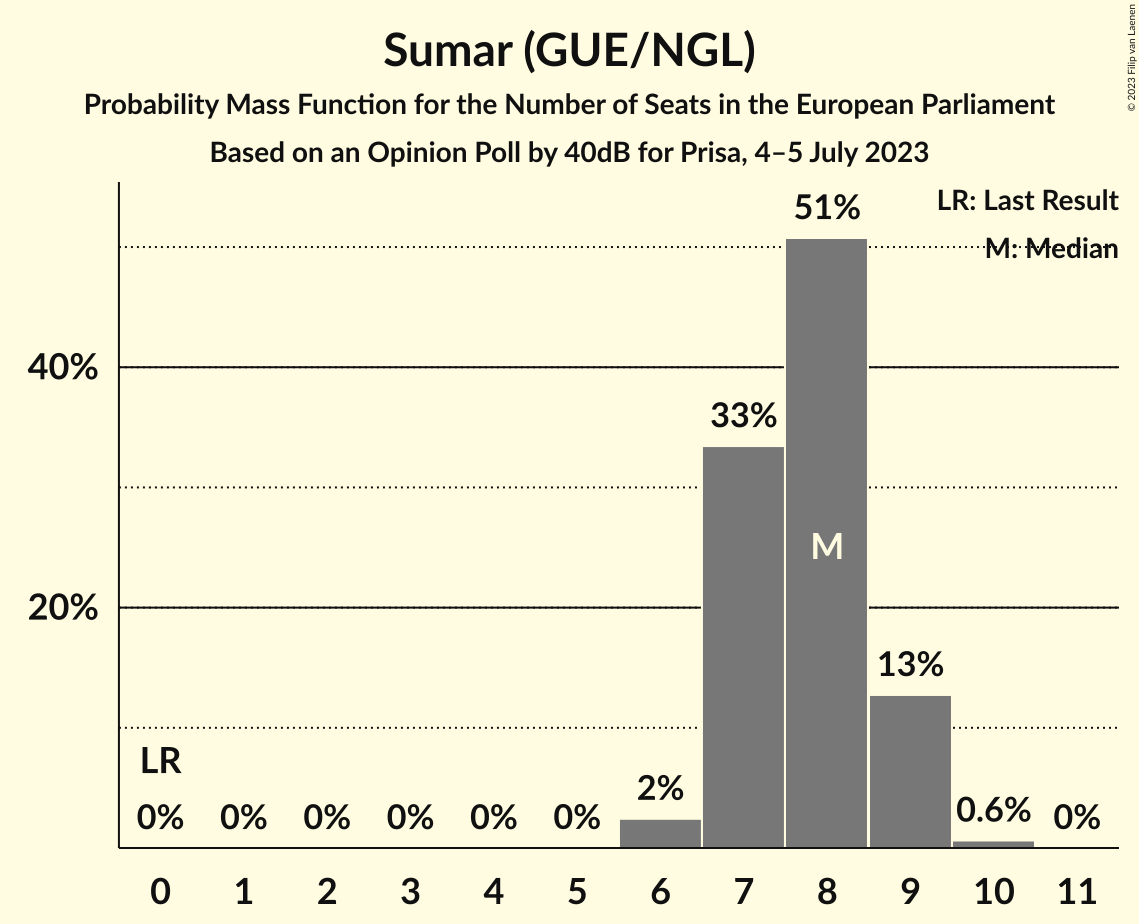 Sumar (GUE/NGL)
Probability Mass Function for the Number of Seats in the European Parliament
Based on an Opinion Poll by 40dB for Prisa, 4–5 July 2023
© 2023 Filip van Laenen
LR: Last Result
M: Median
51%
40%
33%
M
20%
13%
LR
2%
0.6%
0% 0% 0% 0% 0% 0% 0%
0 1 2 3 4 5 6 7 8 9 10 11